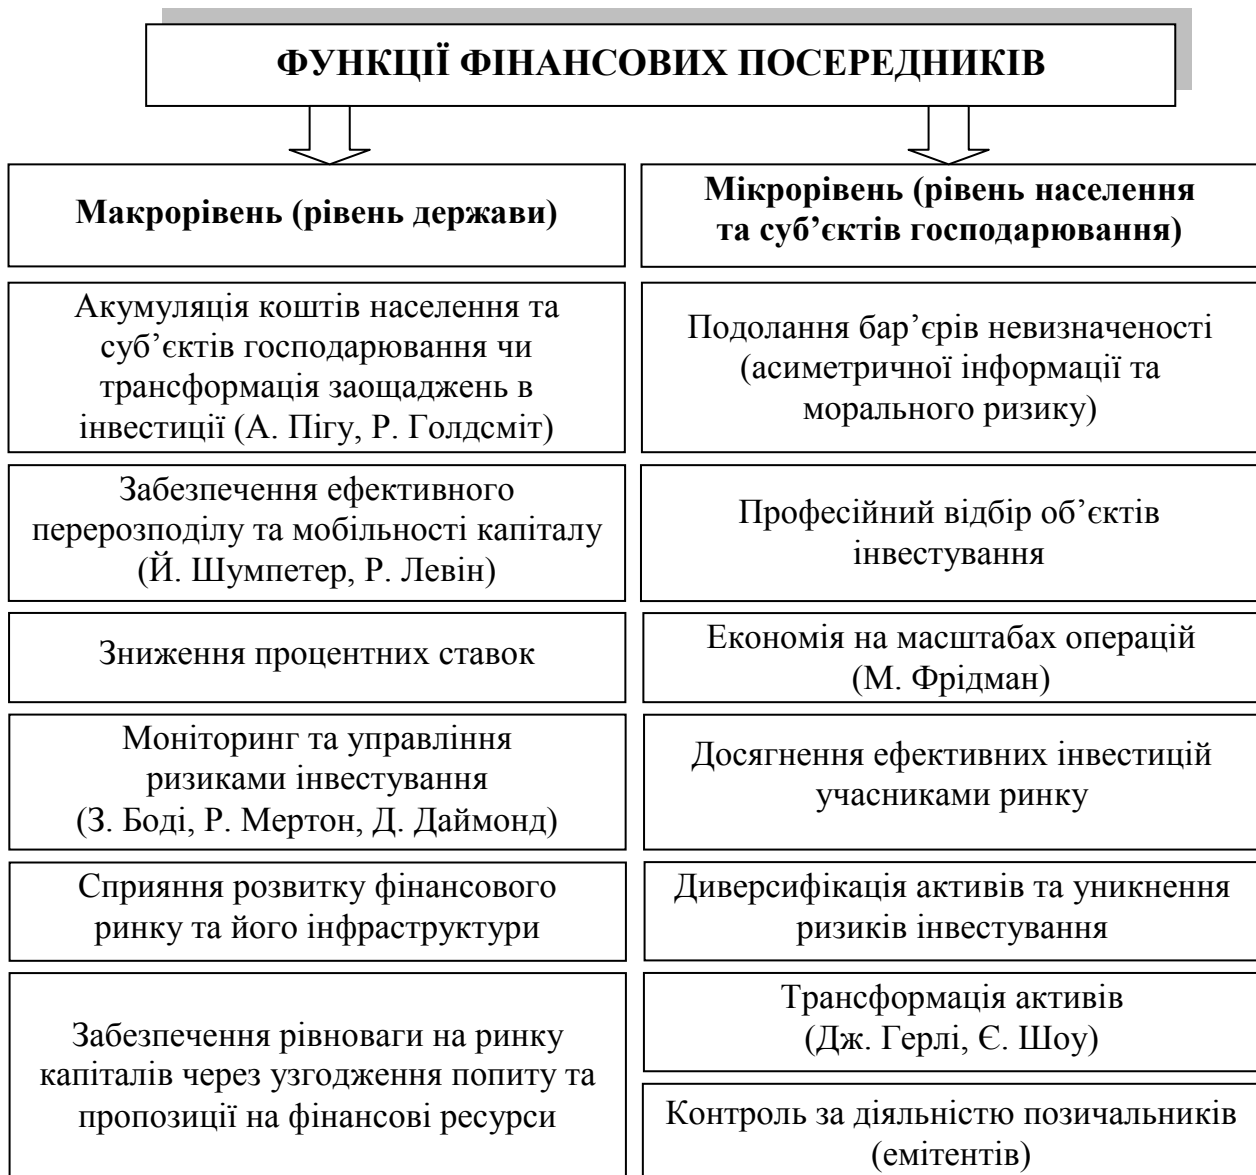 ФУНКЦІЇ ФІНАНСОВИХ ПОСЕРЕДНИКІВ
Макрорівень (рівень держави)
Мікрорівень (рівень населення
та суб’єктів господарювання)
Акумуляція коштів населення та
суб’єктів господарювання чи
трансформація заощаджень в
інвестиції (А. Пігу, Р. Голдсміт)
Подолання бар’єрів невизначеності
(асиметричної інформації та
морального ризику)
Забезпечення ефективного
перерозподілу та мобільності капіталу
(Й. Шумпетер, Р. Левін)
Професійний відбір об’єктів
інвестування
Зниження процентних ставок
Економія на масштабах операцій
(М. Фрідман)
Моніторинг та управління
ризиками інвестування
(З. Боді, Р. Мертон, Д. Даймонд)
Досягнення ефективних інвестицій
учасниками ринку
Сприяння розвитку фінансового
ринку та його інфраструктури
Диверсифікація активів та уникнення
ризиків інвестування
Забезпечення рівноваги на ринку
капіталів через узгодження попиту та
пропозиції на фінансові ресурси
Трансформація активів
(Дж. Герлі, Є. Шоу)
Контроль за діяльністю позичальників
(емітентів)